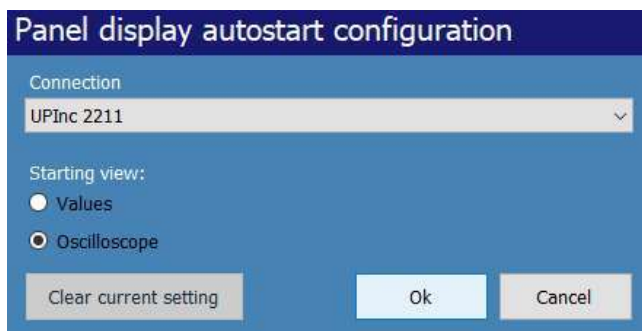 Panel display autostart configuration
Connection
UPInc 2211
Starting view:
Values
Oscilloscope
Clear current setting Ok Cancel